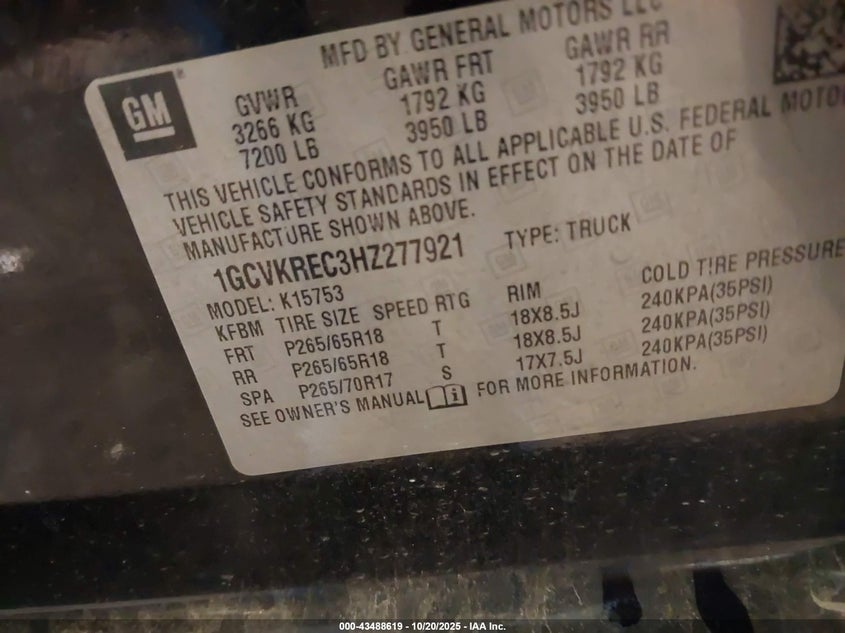 MFD BY GENERAL MOTORS LLC
GM
GVWR GAWR FRT GAWR RR
3266 KG 1792 KG 1792 KG
7200 LB 3950 LB 3950 LB
THIS VEHICLE CONFORMS TO ALL APPLICABLE U.S. FEDERAL MOTOR
VEHICLE SAFETY STANDARDS IN EFFECT ON THE DATE OF
MANUFACTURE SHOWN ABOVE.
1GCVKREC3HZ277921 TYPE: TRUCK
MODEL: K15753
KFBM TIRE SIZE SPEED RTG RIM COLD TIRE PRESSURE
FRT P265/65R18 T 18X8.5J 240KPA(35PSI)
RR P265/65R18 T 18X8.5J 240KPA(35PSI)
SPA P265/70R17 S 17X7.5J 240KPA(35PSI)
SEE OWNER'S MANUAL i FOR MORE INFORMATION.
000-43488619 - 10/20/2025 - IAA Inc.